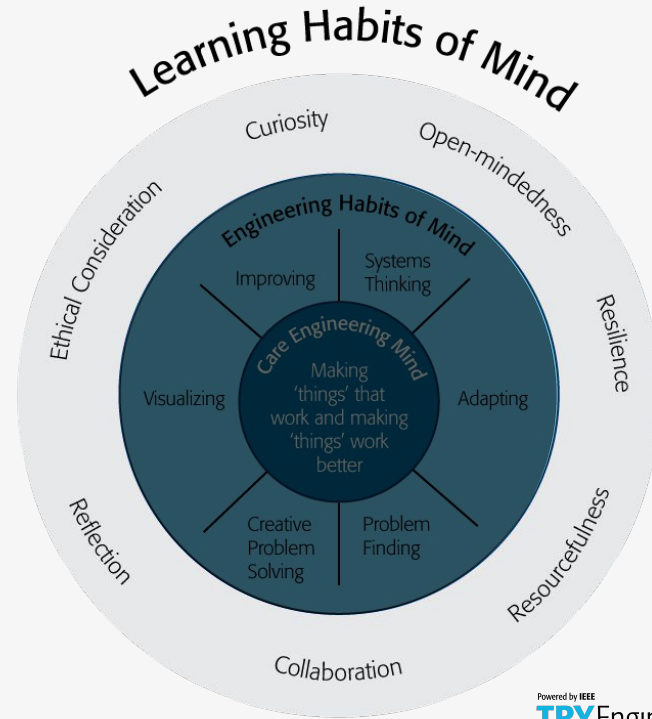 Learning Habits of Mind
Curiosity
Open-mindedness
Ethical Consideration
Resilience
Reflection
Resourcefulness
Collaboration
Engineering Habits of Mind
Improving
Systems
Thinking
Visualizing
Adapting
Creative
Problem
Solving
Problem
Finding
Care Engineering Mind
Making
'things' that
work and making
'things' work
better
Powered by IEEE
TRY